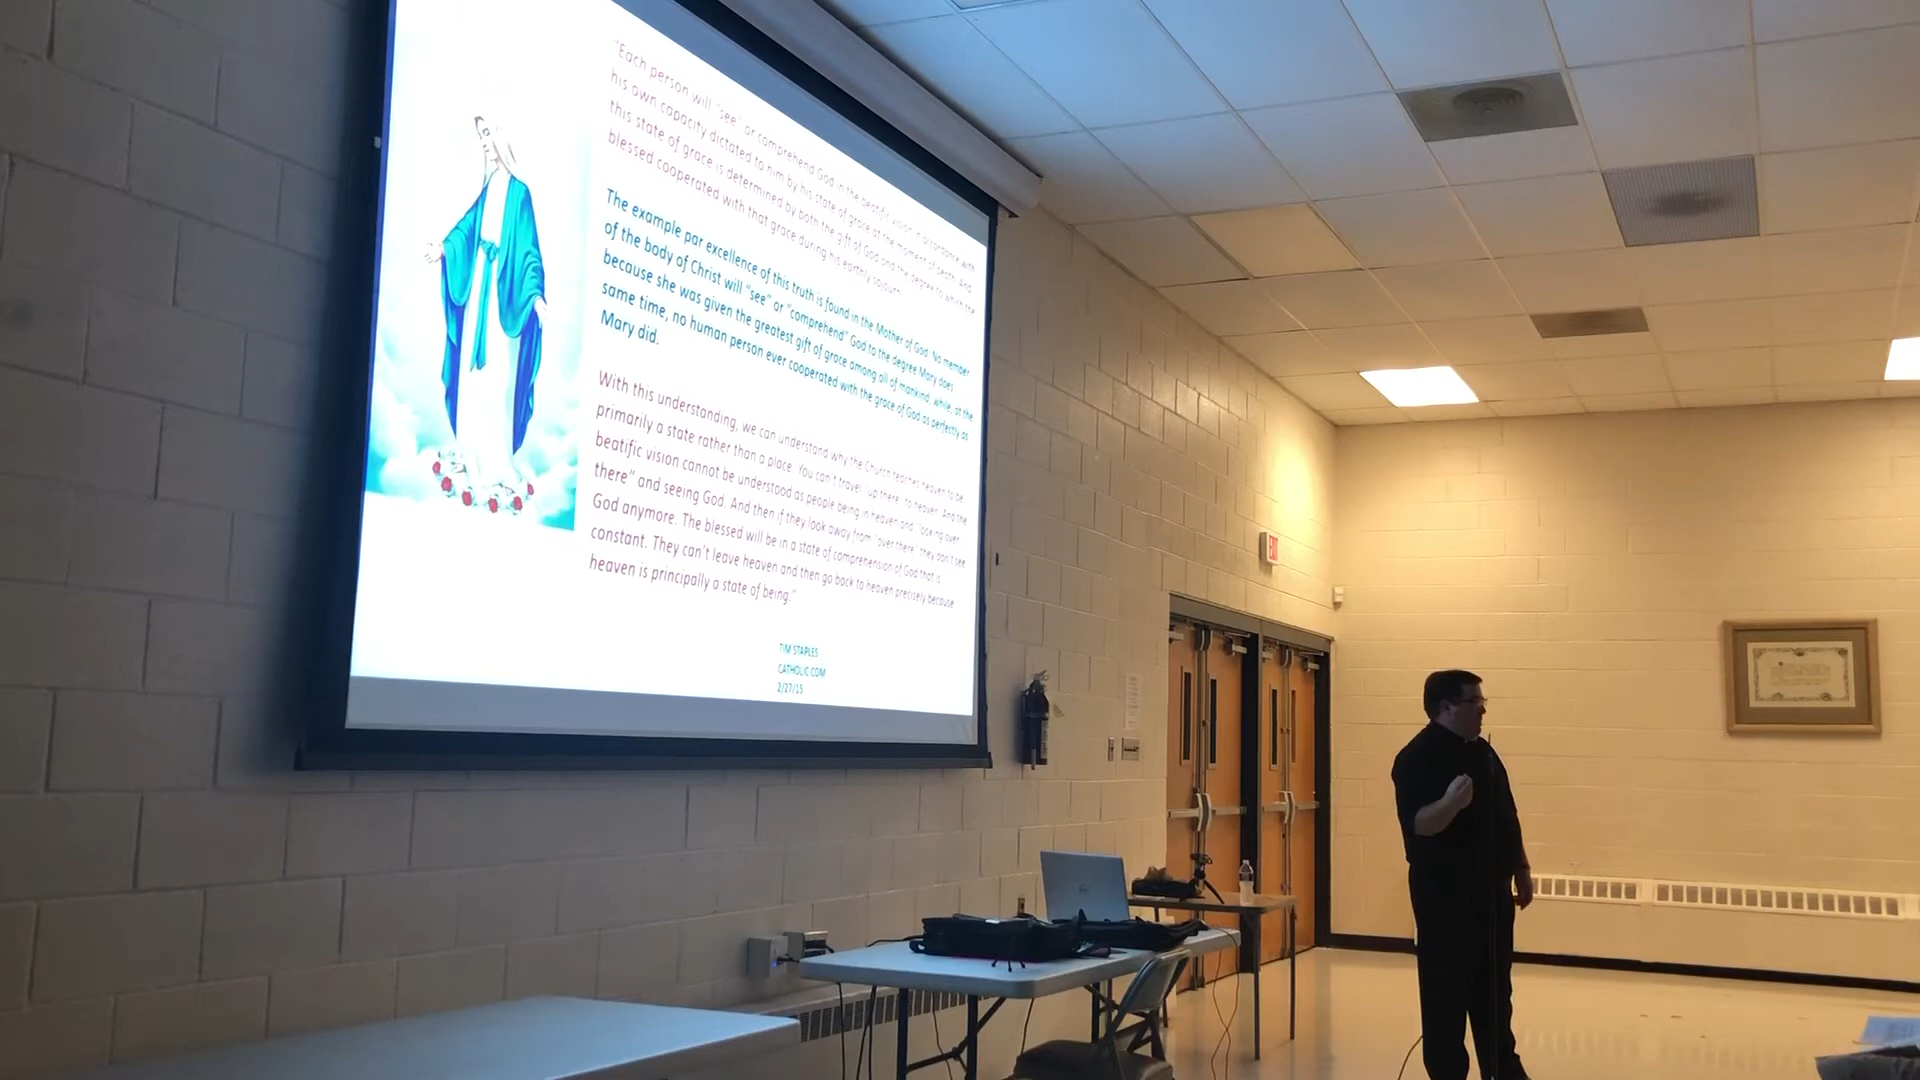 "Each person will "see" or comprehend God in the beatific vision in accordance with
his own capacity dictated to him by his state of grace at the moment of death. And
this state of grace is determined by both the gift of God and the degree to which the
blessed cooperated with that grace during his earthly sojourn.
The example par excellence of this truth is found in the Mother of God. No member
of the body of Christ will "see" or "comprehend" God to the degree Mary does
because she was given the greatest gift of grace among all of mankind, while, at the
same time, no human person ever cooperated with the grace of God as perfectly as
Mary did.
With this understanding, we can understand why the Church teaches heaven to be
primarily a state rather than a place. You can't travel "up there" to heaven. And the
beatific vision cannot be understood as people being in heaven and "looking over
there" and seeing God. And then if they look away from "over there" they don't see
God anymore. The blessed will be in a state of comprehension of God that is
constant. They can't leave heaven and then go back to heaven precisely because
heaven is principally a state of being."
TIM STAPLES
CATHOLIC.COM
2/27/15